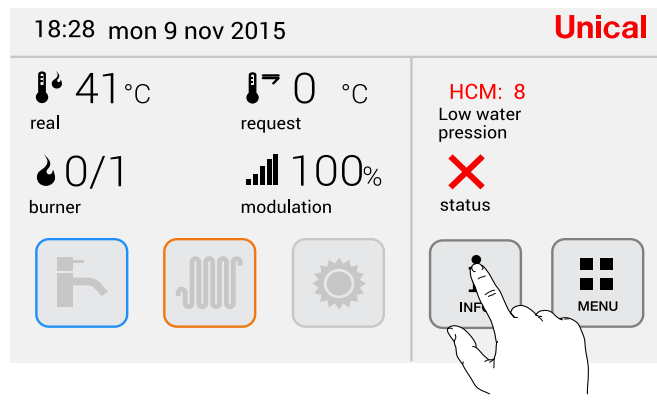 18:28 mon 9 nov 2015
Unical
41 °C
real
0 °C
request
HCM: 8
Low water
pression
0/1
burner
100%
modulation
status
INFO
MENU